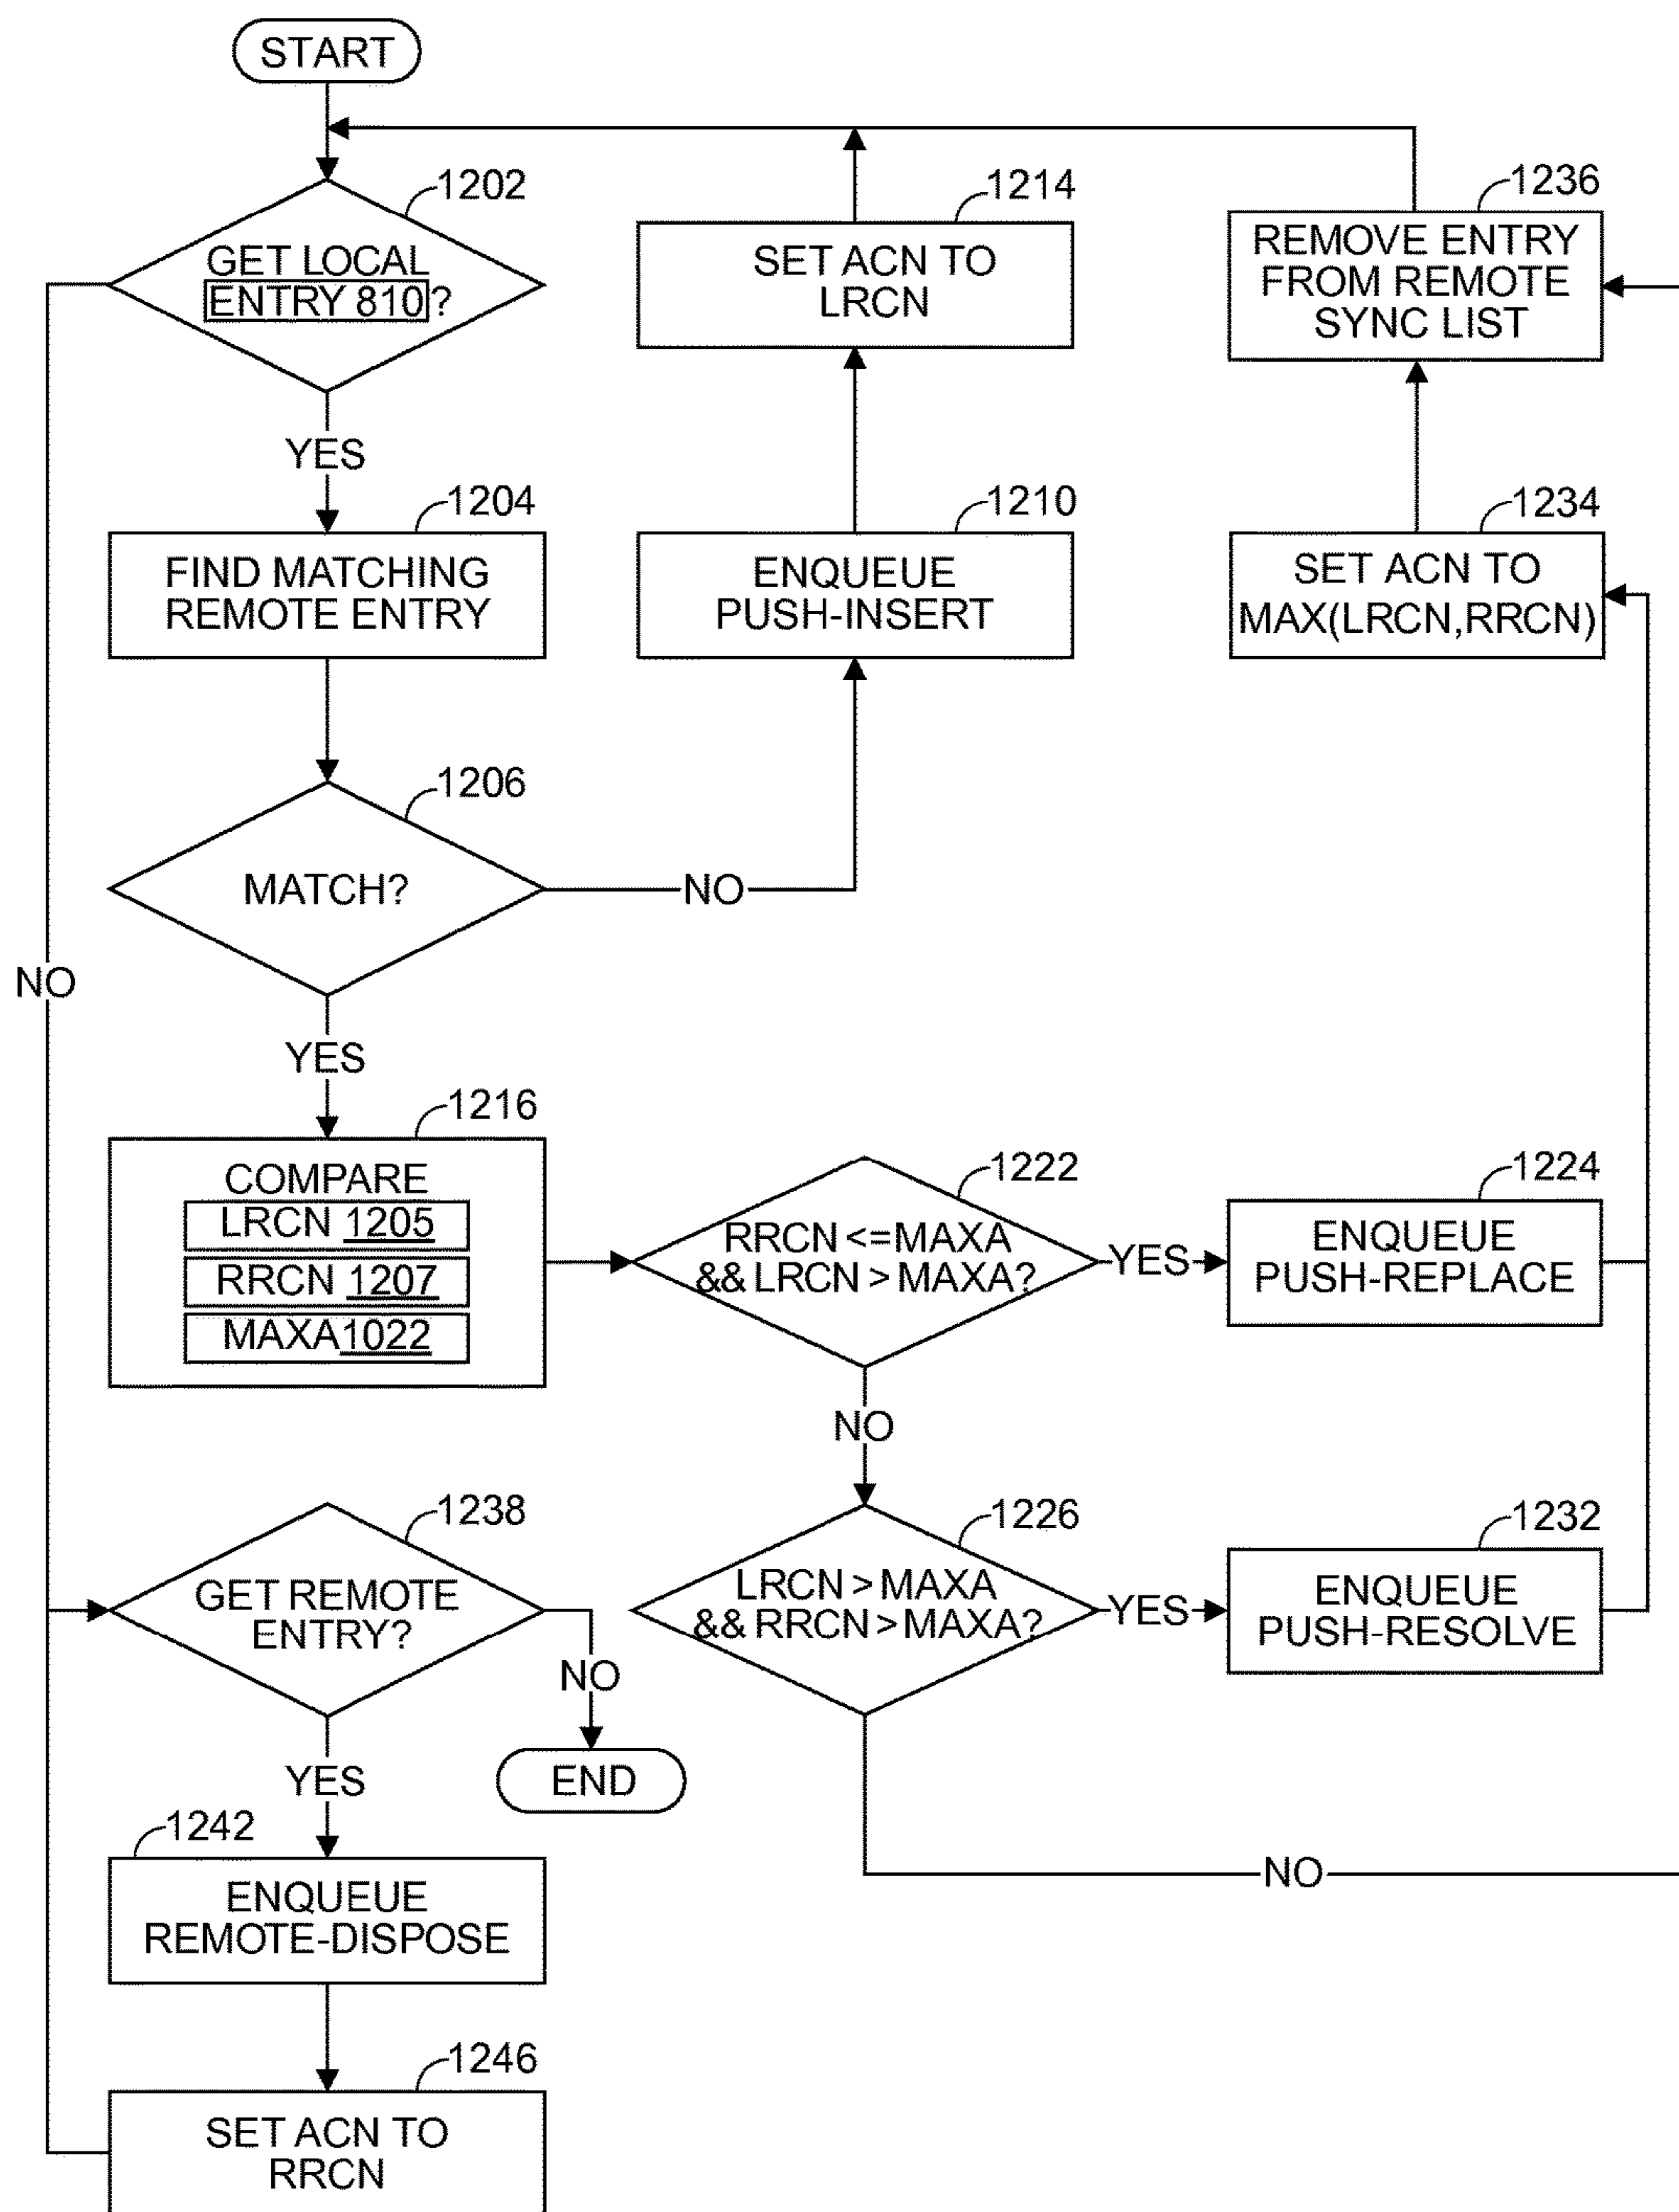 START
1202
GET LOCAL
ENTRY 810?
YES
1204
FIND MATCHING
REMOTE ENTRY
1206
MATCH?
NO
YES
1214
SET ACN TO
LRCN
1210
ENQUEUE
PUSH-INSERT
1236
REMOVE ENTRY
FROM REMOTE
SYNC LIST
1234
SET ACN TO
MAX(LRCN,RRCN)
NO
1216
COMPARE
LRCN 1205
RRCN 1207
MAXA1022
1222
RRCN <=MAXA
&& LRCN > MAXA?
YES
1224
ENQUEUE
PUSH-REPLACE
NO
1226
LRCN > MAXA
&& RRCN > MAXA?
YES
1232
ENQUEUE
PUSH-RESOLVE
NO
1238
GET REMOTE
ENTRY?
NO
END
YES
1242
ENQUEUE
REMOTE-DISPOSE
1246
SET ACN TO
RRCN